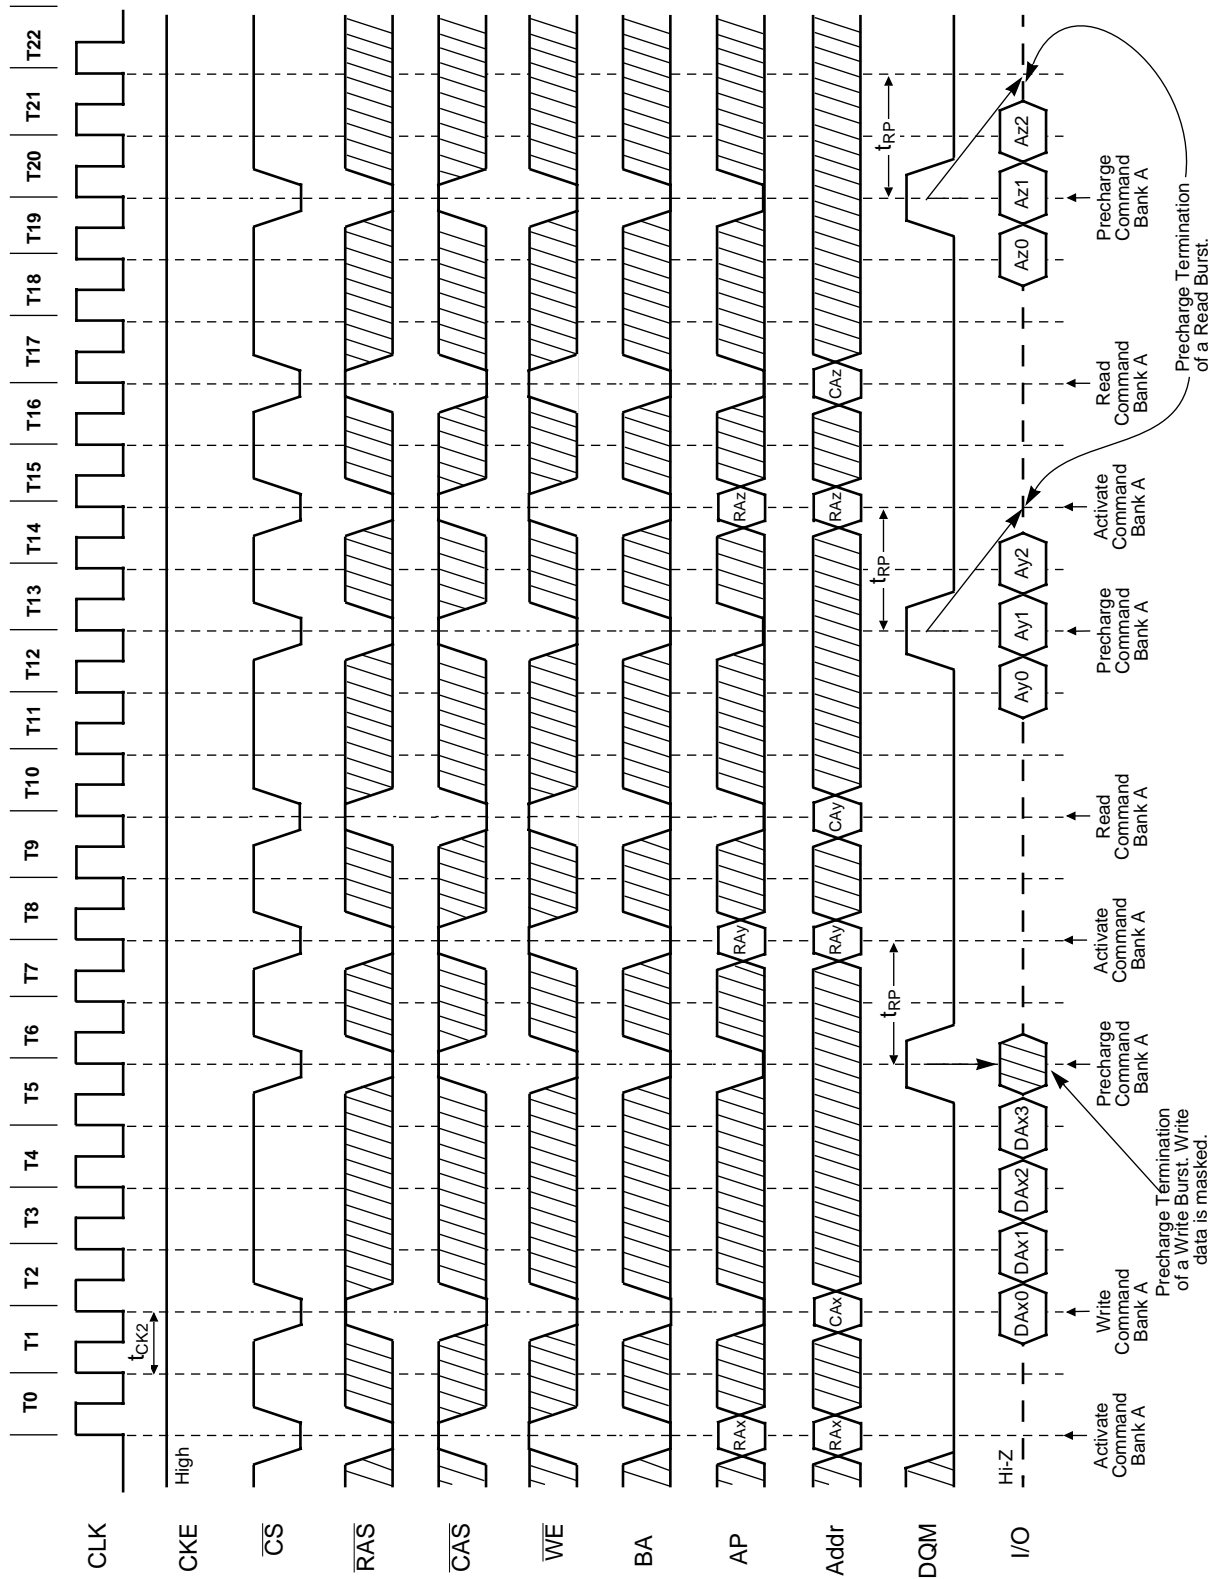 T0 T1 T2 T3 T4 T5 T6 T7 T8 T9 T10 T11 T12 T13 T14 T15 T16 T17 T18 T19 T20 T21 T22
CLK
tCK2
CKE
High
CS
RAS
CAS
WE
BA
AP
RAx RAy RAz
Addr
RAx CAx RAy CAy RAz CAz
tRP tRP tRP
DQM
I/O
Hi-Z
DAx0 DAx1 DAx2 DAx3 Ay0 Ay1 Ay2 Az0 Az1 Az2
Activate
Command
Bank A
Write
Command
Bank A
Precharge
Command
Bank A
Activate
Command
Bank A
Read
Command
Bank A
Precharge
Command
Bank A
Activate
Command
Bank A
Read
Command
Bank A
Precharge
Command
Bank A
Precharge Termination
of a Write Burst. Write
data is masked.
Precharge Termination
of a Read Burst.